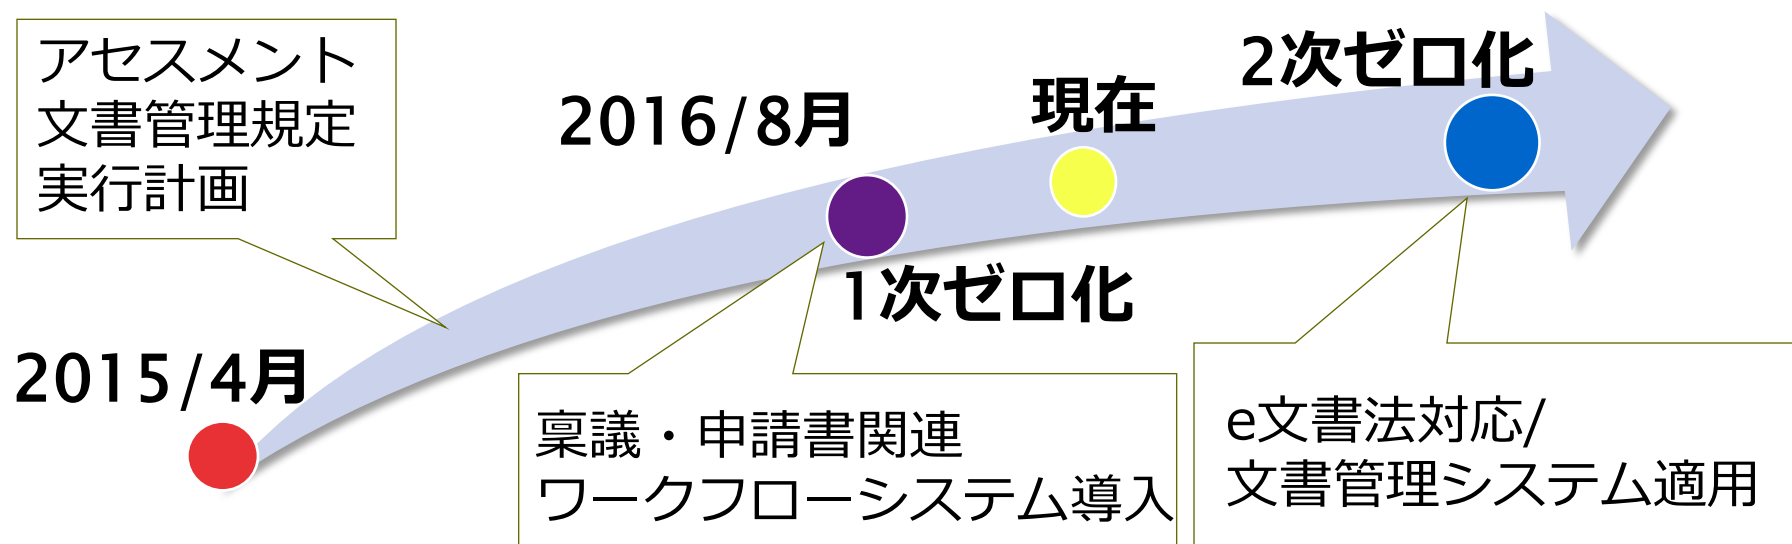 アセスメント
文書管理規定
実行計画
2015/4月
2016/8月
1次ゼロ化
稟議・申請書関連
ワークフローシステム導入
現在
2次ゼロ化
e文書法対応/
文書管理システム適用